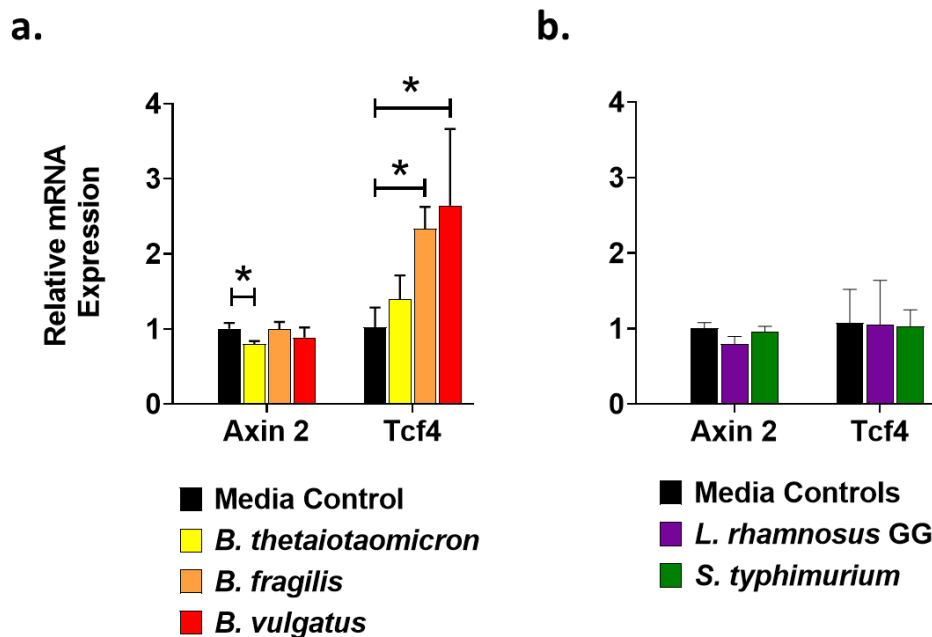 a.
Relative mRNA
Expression
4
3
2
1
0
*
*
*
Axin 2
Tcf4
Media Control
B. thetaiotaomicron
B. fragilis
B. vulgatus
b.
4
3
2
1
0
Axin 2
Tcf4
Media Controls
L. rhamnosus GG
S. typhimurium